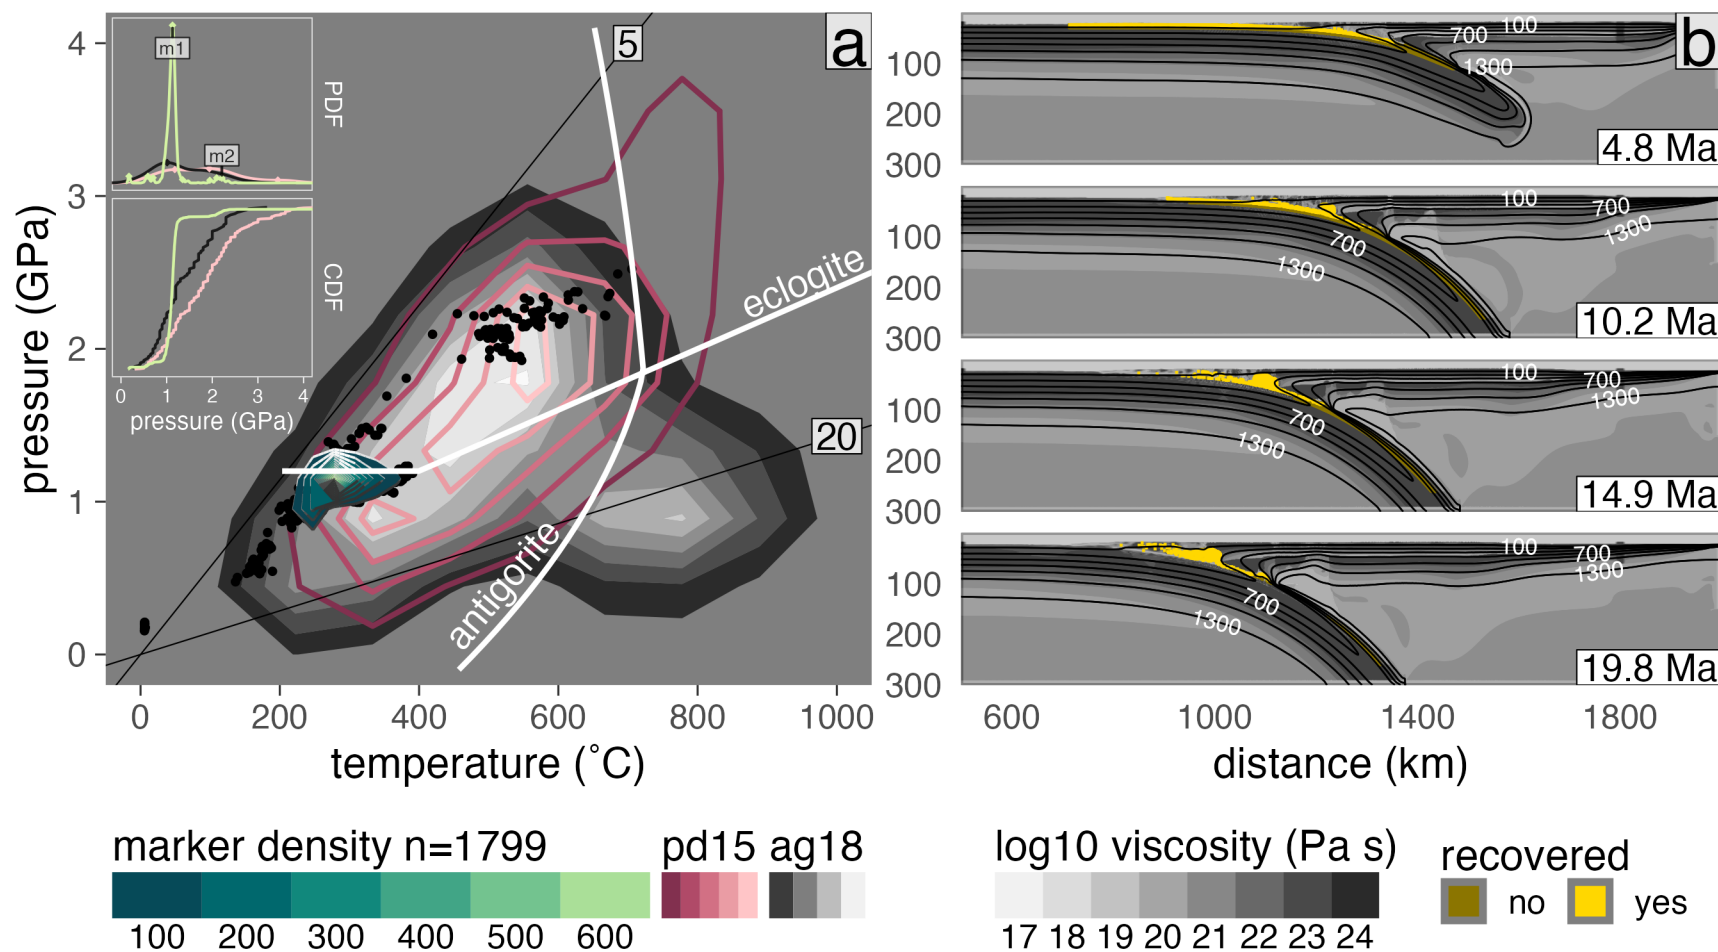 a
5
20
m1
m2
PDF
CDF
0 1 2 3 4
pressure (GPa)
eclogite
antigorite
4
3
2
1
0
pressure (GPa)
0 200 400 600 800 1000
temperature (˚C)
b
100
200
300
100
700
1300
4.8 Ma
100
200
300
100
700
1300
700
1300
10.2 Ma
100
200
300
100
700
1300
700
1300
14.9 Ma
100
200
300
100
700
1300
700
1300
19.8 Ma
600 1000 1400 1800
distance (km)
marker density n=1799
100 200 300 400 500 600
pd15 ag18
log10 viscosity (Pa s)
17 18 19 20 21 22 23 24
recovered
no yes